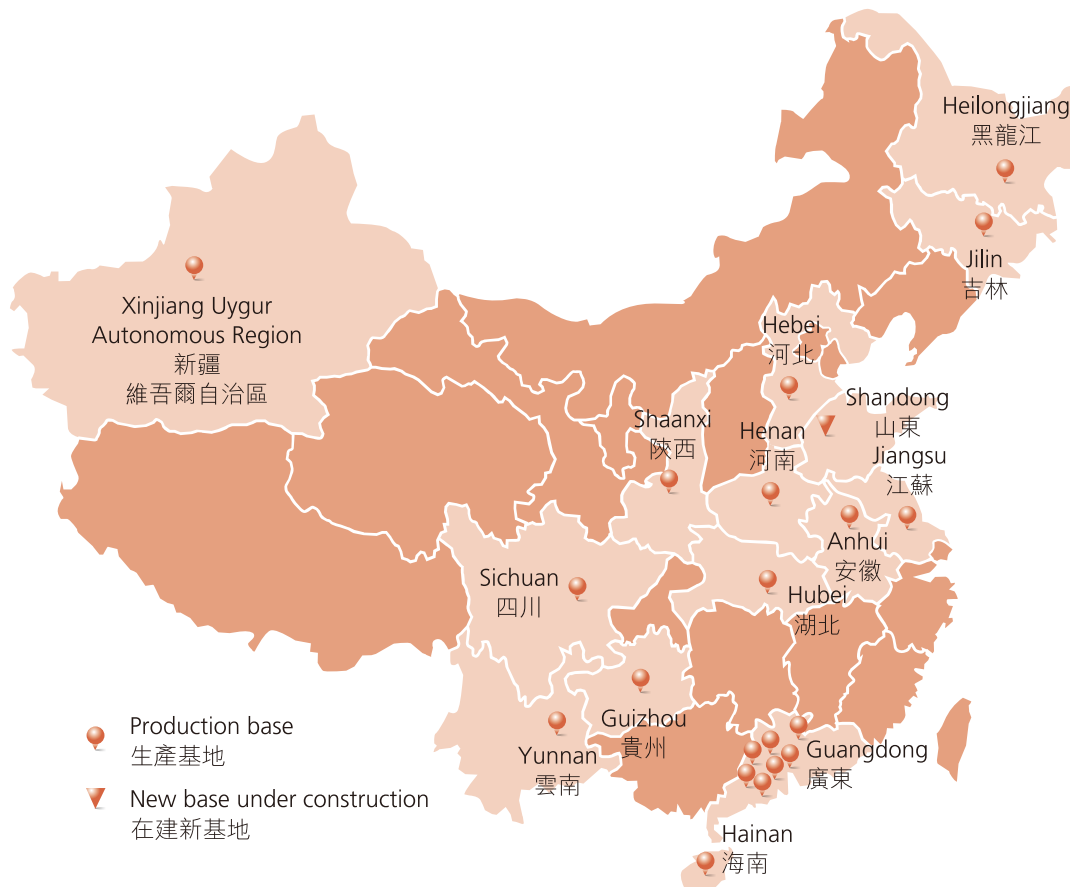 Heilongjiang
黑龍江
Jilin
吉林
Xinjiang Uygur
Autonomous Region
新疆
維吾爾自治區
Hebei
河北
Shandong
山東
Shaanxi
陝西
Henan
河南
Jiangsu
江蘇
Anhui
安徽
Sichuan
四川
Hubei
湖北
Guizhou
貴州
Yunnan
雲南
Guangdong
廣東
Hainan
海南
Production base
生產基地
New base under construction
在建新基地